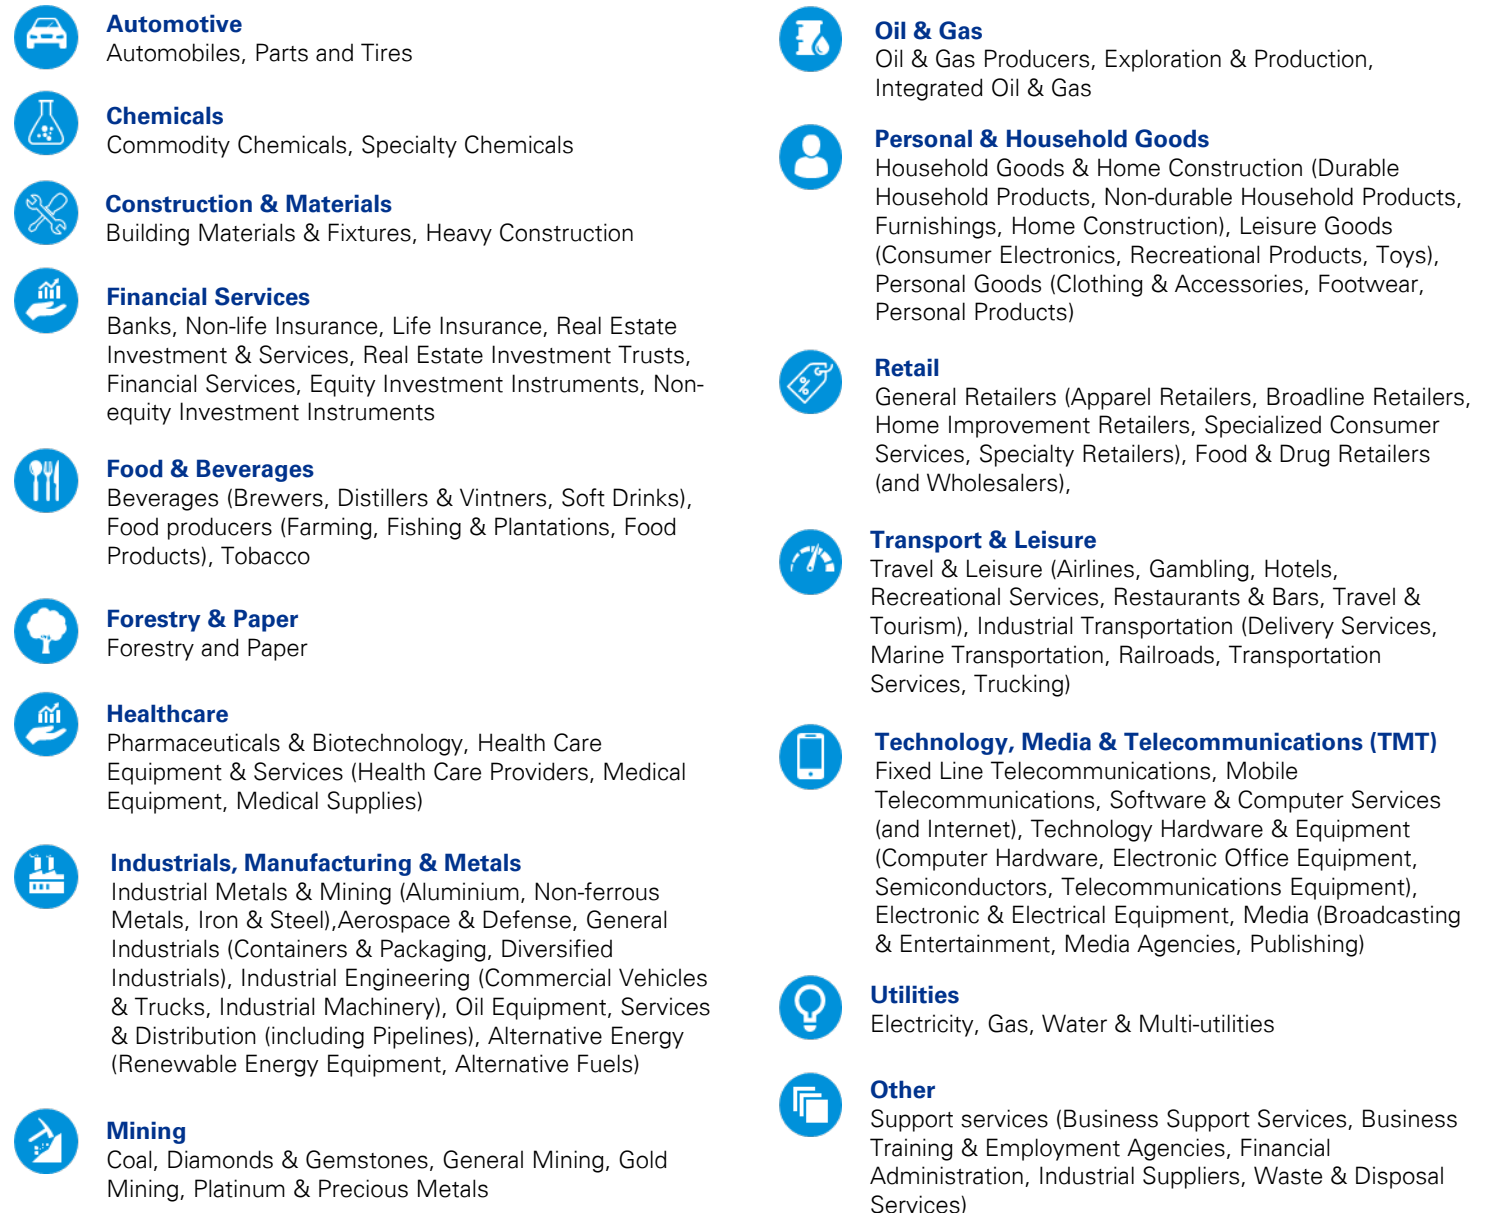 Automotive
Automobiles, Parts and Tires
Chemicals
Commodity Chemicals, Specialty Chemicals
Construction & Materials
Building Materials & Fixtures, Heavy Construction
Financial Services
Banks, Non-life Insurance, Life Insurance, Real Estate
Investment & Services, Real Estate Investment Trusts,
Financial Services, Equity Investment Instruments, Non-
equity Investment Instruments
Food & Beverages
Beverages (Brewers, Distillers & Vintners, Soft Drinks),
Food producers (Farming, Fishing & Plantations, Food
Products), Tobacco
Forestry & Paper
Forestry and Paper
Healthcare
Pharmaceuticals & Biotechnology, Health Care
Equipment & Services (Health Care Providers, Medical
Equipment, Medical Supplies)
Industrials, Manufacturing & Metals
Industrial Metals & Mining (Aluminium, Non-ferrous
Metals, Iron & Steel),Aerospace & Defense, General
Industrials (Containers & Packaging, Diversified
Industrials), Industrial Engineering (Commercial Vehicles
& Trucks, Industrial Machinery), Oil Equipment, Services
& Distribution (including Pipelines), Alternative Energy
(Renewable Energy Equipment, Alternative Fuels)
Mining
Coal, Diamonds & Gemstones, General Mining, Gold
Mining, Platinum & Precious Metals
Oil & Gas
Oil & Gas Producers, Exploration & Production,
Integrated Oil & Gas
Personal & Household Goods
Household Goods & Home Construction (Durable
Household Products, Non-durable Household Products,
Furnishings, Home Construction), Leisure Goods
(Consumer Electronics, Recreational Products, Toys),
Personal Goods (Clothing & Accessories, Footwear,
Personal Products)
Retail
General Retailers (Apparel Retailers, Broadline Retailers,
Home Improvement Retailers, Specialized Consumer
Services, Specialty Retailers), Food & Drug Retailers
(and Wholesalers),
Transport & Leisure
Travel & Leisure (Airlines, Gambling, Hotels,
Recreational Services, Restaurants & Bars, Travel &
Tourism), Industrial Transportation (Delivery Services,
Marine Transportation, Railroads, Transportation
Services, Trucking)
Technology, Media & Telecommunications (TMT)
Fixed Line Telecommunications, Mobile
Telecommunications, Software & Computer Services
(and Internet), Technology Hardware & Equipment
(Computer Hardware, Electronic Office Equipment,
Semiconductors, Telecommunications Equipment),
Electronic & Electrical Equipment, Media (Broadcasting
& Entertainment, Media Agencies, Publishing)
Utilities
Electricity, Gas, Water & Multi-utilities
Other
Support services (Business Support Services, Business
Training & Employment Agencies, Financial
Administration, Industrial Suppliers, Waste & Disposal
Services)